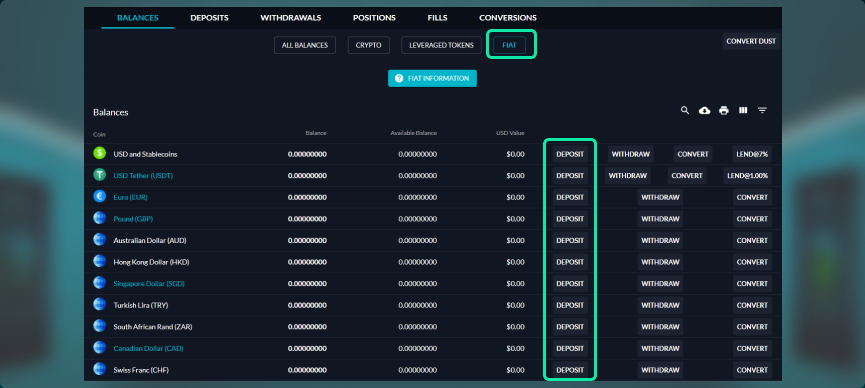 BALANCES DEPOSITS WITHDRAWALS POSITIONS FILLS CONVERSIONS
ALL BALANCES CRYPTO LEVERAGED TOKENS FIAT CONVERT DUST
? FIAT INFORMATION
Balances
Coin Balance Available Balance USD Value
$ USD and Stablecoins 0.00000000 0.00000000 $0.00 DEPOSIT WITHDRAW CONVERT LEND@7%
T USD Tether (USDT) 0.00000000 0.00000000 $0.00 DEPOSIT WITHDRAW CONVERT LEND@1.00%
€ Euro (EUR) 0.00000000 0.00000000 $0.00 DEPOSIT WITHDRAW CONVERT
Pound (GBP) 0.00000000 0.00000000 $0.00 DEPOSIT WITHDRAW CONVERT
Australian Dollar (AUD) 0.00000000 0.00000000 $0.00 DEPOSIT WITHDRAW CONVERT
Hong Kong Dollar (HKD) 0.00000000 0.00000000 $0.00 DEPOSIT WITHDRAW CONVERT
Singapore Dollar (SGD) 0.00000000 0.00000000 $0.00 DEPOSIT WITHDRAW CONVERT
Turkish Lira (TRY) 0.00000000 0.00000000 $0.00 DEPOSIT WITHDRAW CONVERT
South African Rand (ZAR) 0.00000000 0.00000000 $0.00 DEPOSIT WITHDRAW CONVERT
Canadian Dollar (CAD) 0.00000000 0.00000000 $0.00 DEPOSIT WITHDRAW CONVERT
Swiss Franc (CHF) 0.00000000 0.00000000 $0.00 DEPOSIT WITHDRAW CONVERT